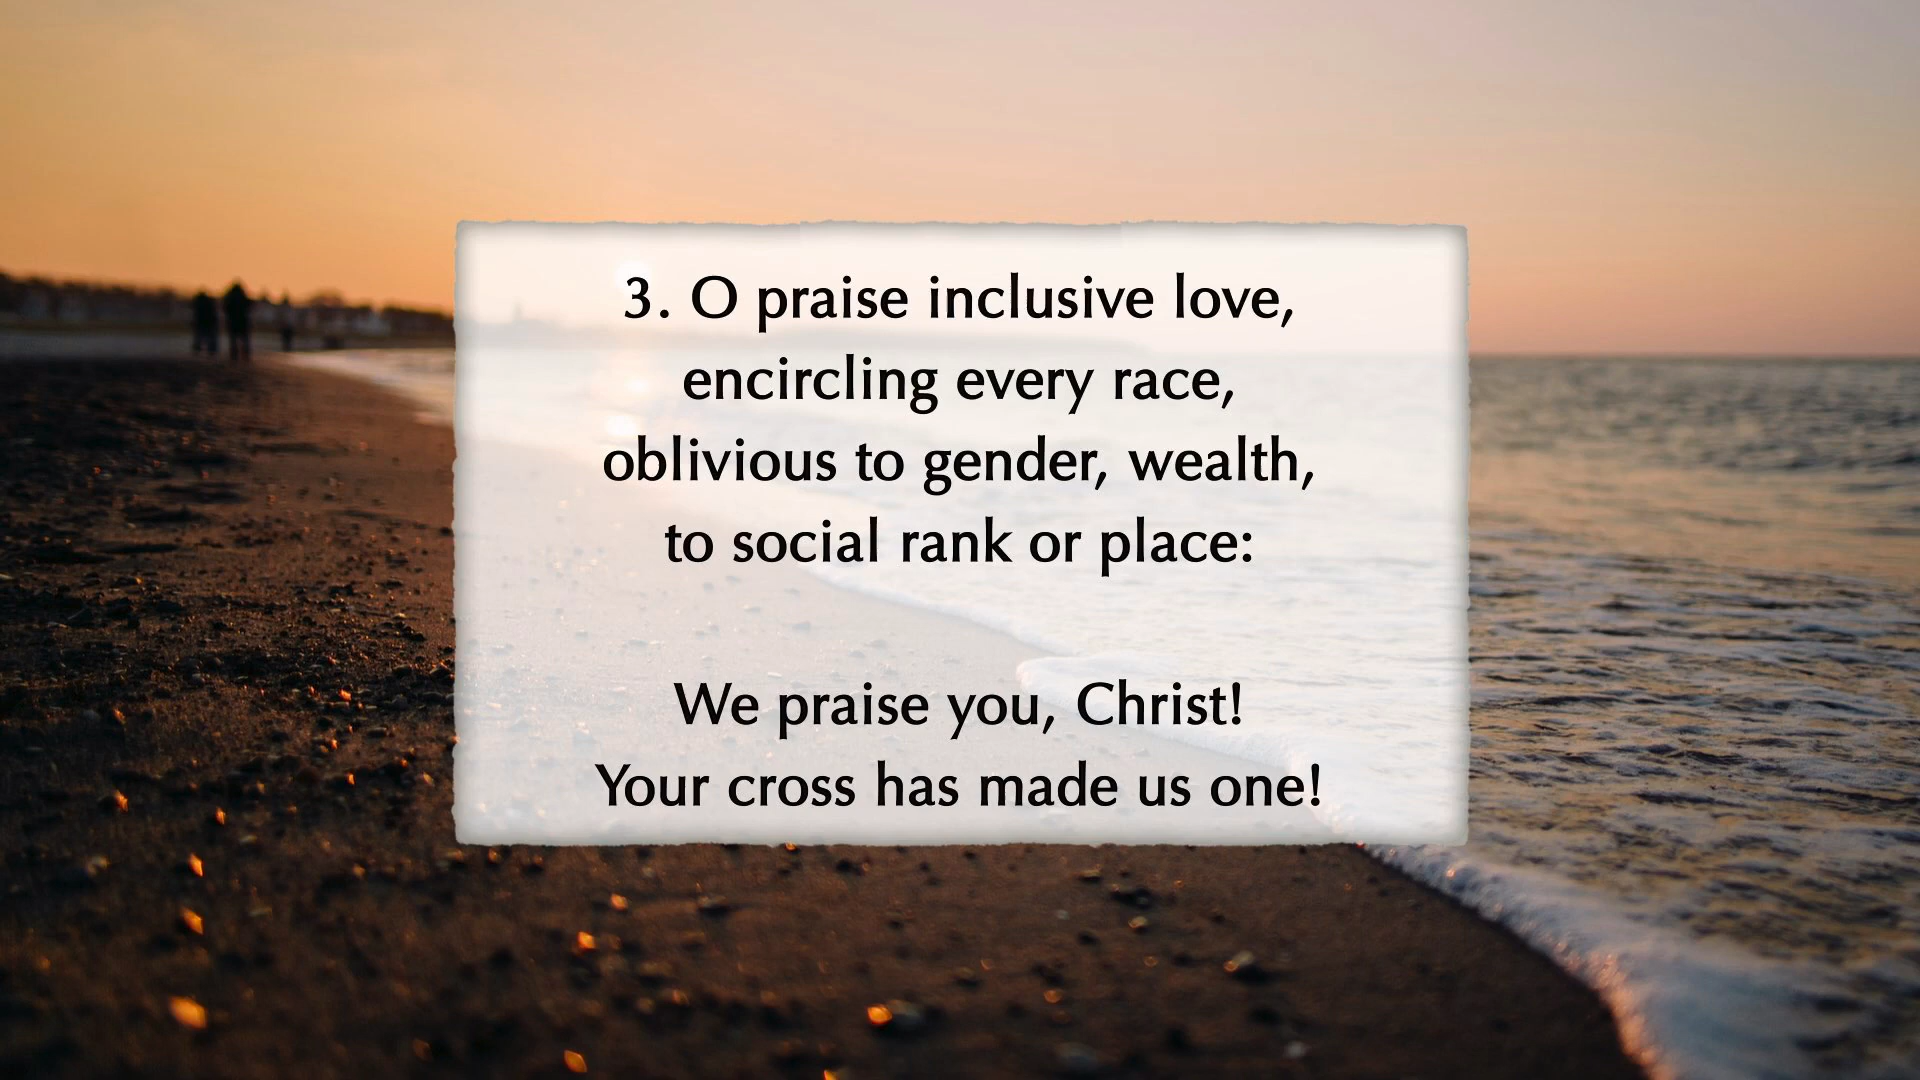 3. O praise inclusive love,
encircling every race,
oblivious to gender, wealth,
to social rank or place:
We praise you, Christ!
Your cross has made us one!